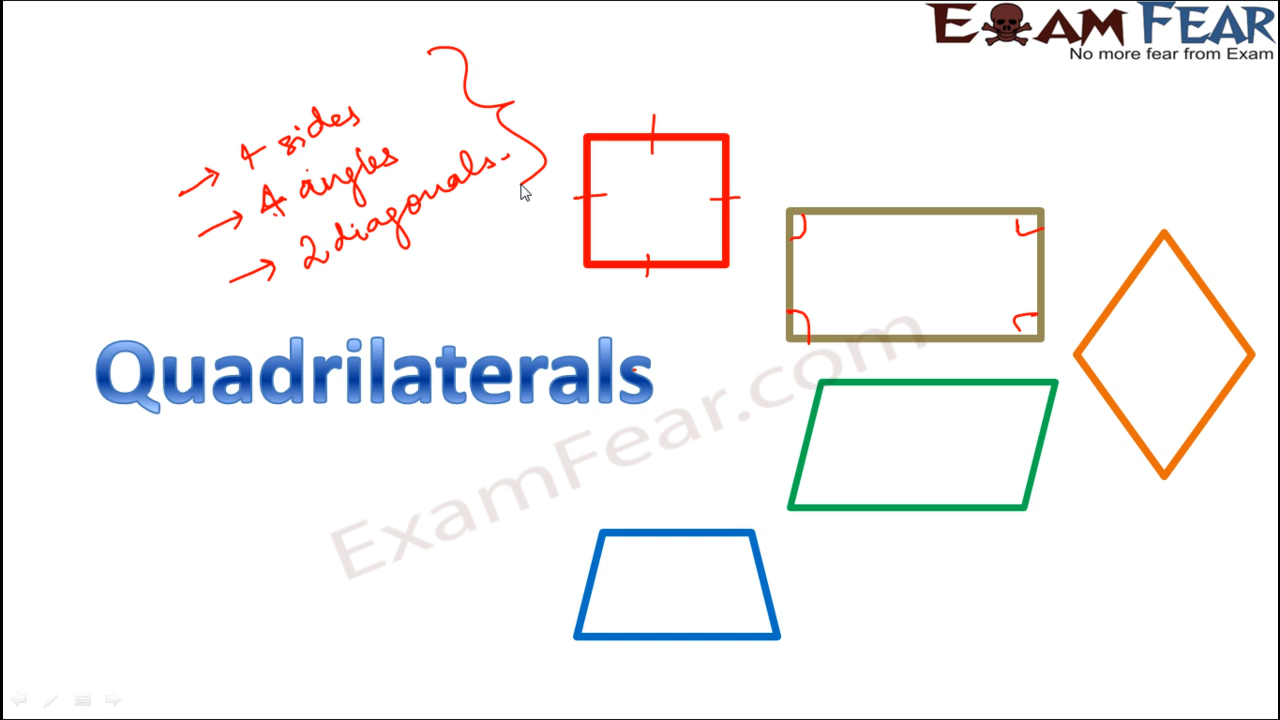 EXAM FEAR
No more fear from Exam
→ 4 sides
→ 4 angles
→ 2 diagonals.
Quadrilaterals
ExamFear.com